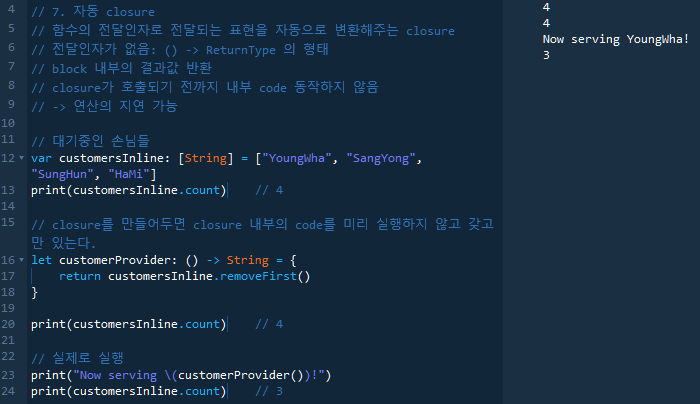 4 // 7. 자동 closure
5 // 함수의 전달인자로 전달되는 표현을 자동으로 변환해주는 closure
6 // 전달인자가 없음: () -> ReturnType 의 형태
7 // block 내부의 결과값 반환
8 // closure가 호출되기 전까지 내부 code 동작하지 않음
9 // -> 연산의 지연 가능
10
11 // 대기중인 손님들
12 var customersInline: [String] = ["YoungWha", "SangYong",
"SungHun", "HaMi"]
13 print(customersInline.count) // 4
14
15 // closure를 만들어두면 closure 내부의 code를 미리 실행하지 않고 갖고
만 있는다.
16 let customerProvider: () -> String = {
17 return customersInline.removeFirst()
18 }
19
20 print(customersInline.count) // 4
21
22 // 실제로 실행
23 print("Now serving \(customerProvider())!")
24 print(customersInline.count) // 3
4
4
Now serving YoungWha!
3